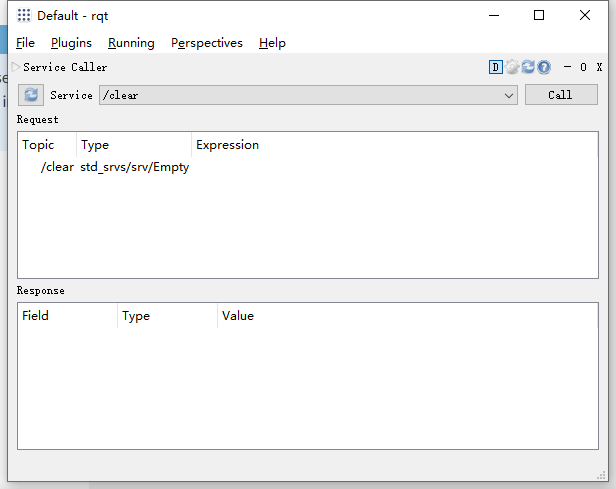 Default - rqt
File Plugins Running Perspectives Help
Service Caller D - O X
Service /clear Call
Request
Topic Type Expression
/clear std_srvs/srv/Empty
Response
Field Type Value